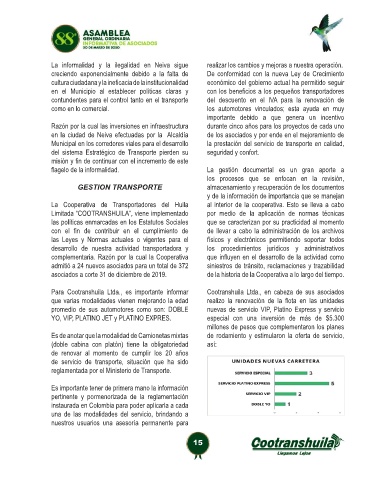 88
ASAMBLEA
GENERAL ORDINARIA
INFORMATIVA DE ASOCIADOS
La informalidad y la ilegalidad en Neiva sigue
creciendo exponencialmente debido a la falta de
cultura ciudadana y la ineficacia de la institucionalidad
en el Municipio al establecer políticas claras y
contundentes para el control tanto en el transporte
como en lo comercial.
Razón por la cual las inversiones en infraestructura
en la ciudad de Neiva efectuadas por la Alcaldía
Municipal en los corredores viales para el desarrollo
del sistema Estratégico de Transporte pierden su
misión y fin de continuar con el incremento de este
flagelo de la informalidad.
GESTION TRANSPORTE
La Cooperativa de Transportadores del Huila
Limitada "COOTRANSHUILA", viene implementado
las políticas enmarcadas en los Estatutos Sociales
con el fin de contribuir en el cumplimiento de
las Leyes y Normas actuales o vigentes para el
desarrollo de nuestra actividad transportadora y
complementaria. Razón por la cual la Cooperativa
admitió a 24 nuevos asociados para un total de 372
asociados a corte 31 de diciembre de 2019.
Para Cootranshuila Ltda., es importante informar
que varias modalidades vienen mejorando la edad
promedio de sus automotores como son: DOBLE
YO, VIP, PLATINO JET y PLATINO EXPRES.
Es de anotar que la modalidad de Camionetas mixtas
(doble cabina con platón) tiene la obligatoriedad
de renovar al momento de cumplir los 20 años
de servicio de transporte, situación que ha sido
reglamentada por el Ministerio de Transporte.
Es importante tener de primera mano la información
pertinente y pormenorizada de la reglamentación
instaurada en Colombia para poder aplicarla a cada
una de las modalidades del servicio, brindando a
nuestros usuarios una asesoría permanente para
realizar los cambios y mejoras a nuestra operación.
De conformidad con la nueva Ley de Crecimiento
económico del gobierno actual ha permitido seguir
con los beneficios a los pequeños transportadores
del descuento en el IVA para la renovación de
los automotores vinculados; esta ayuda en muy
importante debido a que genera un incentivo
durante cinco años para los proyectos de cada uno
de los asociados y por ende en el mejoramiento de
la prestación del servicio de transporte en calidad,
seguridad y confort.
La gestión documental es un gran aporte a
los procesos que se enfocan en la revisión,
almacenamiento y recuperación de los documentos
y de la información de importancia que se manejan
al interior de la cooperativa. Esto se lleva a cabo
por medio de la aplicación de normas técnicas
que se caracterizan por su practicidad al momento
de llevar a cabo la administración de los archivos
físicos y electrónicos permitiendo soportar todos
los procedimientos jurídicos y administrativos
que influyen en el desarrollo de la actividad como
siniestros de tránsito, reclamaciones y trazabilidad
de la historia de la Cooperativa a lo largo del tiempo.
Cootranshuila Ltda., en cabeza de sus asociados
realizo la renovación de la flota en las unidades
nuevas de servicio VIP, Platino Express y servicio
especial con una inversión de más de $5.300
millones de pesos que complementaron los planes
de rodamiento y estimularon la oferta de servicio,
así:
UNIDADES NUEVAS CARRETERA
SERVICIO ESPECIAL 3
SERVICIO PLATINO EXPRESS 5
SERVICIO VIP 2
DOBLE YO 1
15
Cootranshuila
Llegamos Lejos